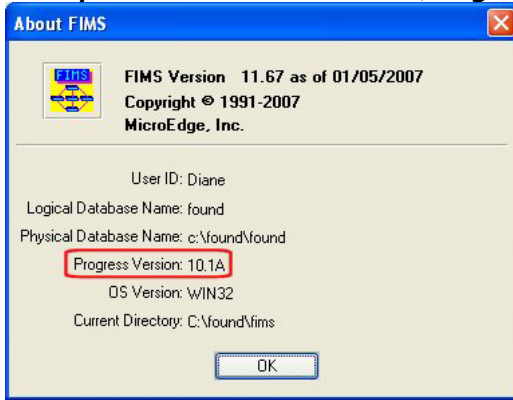 About FIMS
FIMS
FIMS Version 11.67 as of 01/05/2007
Copyright © 1991-2007
MicroEdge, Inc.
User ID: Diane
Logical Database Name: found
Physical Database Name: c:\found\found
Progress Version: 10.1A
OS Version: WIN32
Current Directory: C:\found\fims
OK